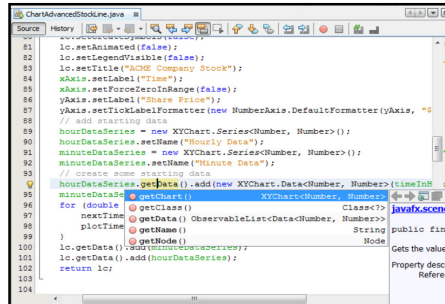 ChartAdvancedStockLine.java
Source History
81
82 lc.setAnimated(false);
83 lc.setLegendVisible(false);
84 lc.setTitle("ACME Company Stock");
85 xAxis.setLabel("Time");
85 xAxis.setForceZeroInRange(false);
86 yAxis.setLabel("Share Price");
87 yAxis.setTickLabelFormatter(new NumberAxis.DefaultFormatter(yAxis, "$
88 // add starting data
89 hourDataSeries = new XYChart.Series<Number, Number>();
90 hourDataSeries.setName("Hourly Data");
91 minuteDataSeries = new XYChart.Series<Number, Number>();
92 minuteDataSeries.setName("Minute Data");
93 // create some starting data
hourDataSeries.getData().add(new XYChart.Data<Number, Number>(timeInH
95 minuteDataSe
getChart() XYChart<Number, Number>
96 for (double
getClass() Class<?>
javafx.scen
97 nextTime
getData() ObservableList<Data<Number, Number>>
98 plotTime
getName() String
public fin
99 }
getNode() Node
Gets the value
100 lc.getData().add(minuteDataSeries);
101 lc.getData().add(hourDataSeries);
Property descr
102 return lc;
Refere
103 }
104